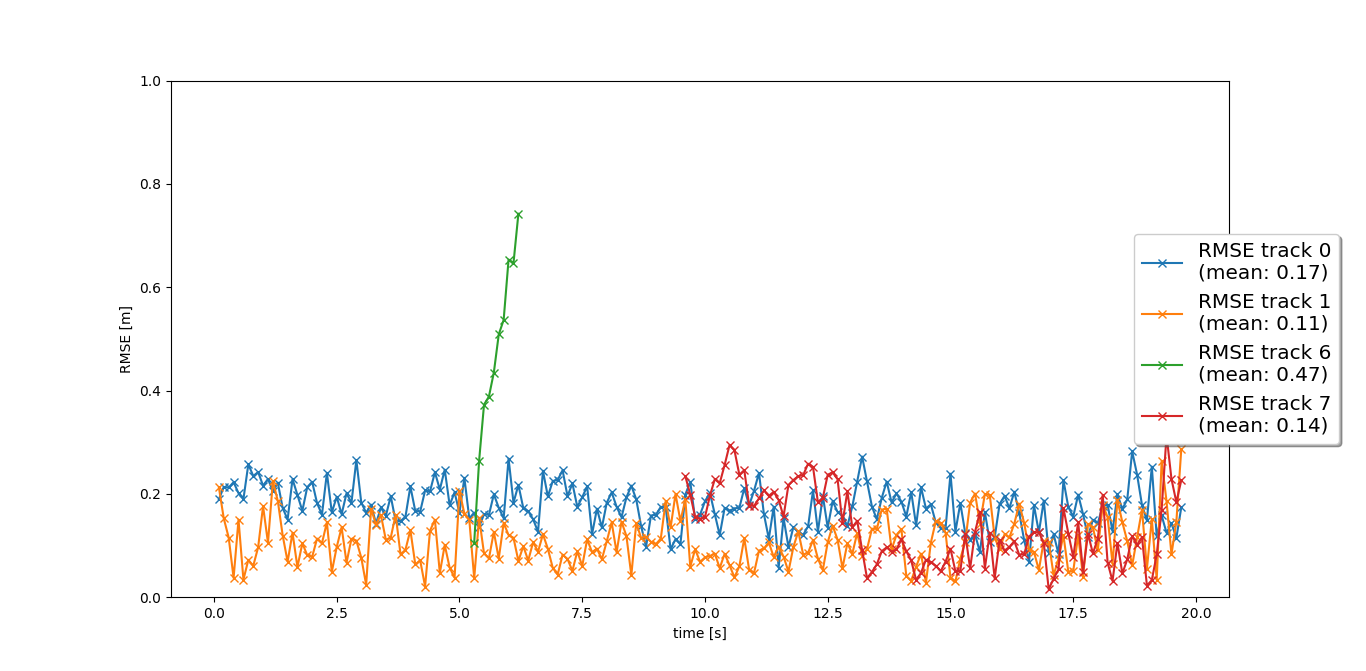 1.0
0.8
0.6
0.4
0.2
0.0
RMSE [m]
0.0 2.5 5.0 7.5 10.0 12.5 15.0 17.5 20.0
time [s]
RMSE track 0
(mean: 0.17)
RMSE track 1
(mean: 0.11)
RMSE track 6
(mean: 0.47)
RMSE track 7
(mean: 0.14)